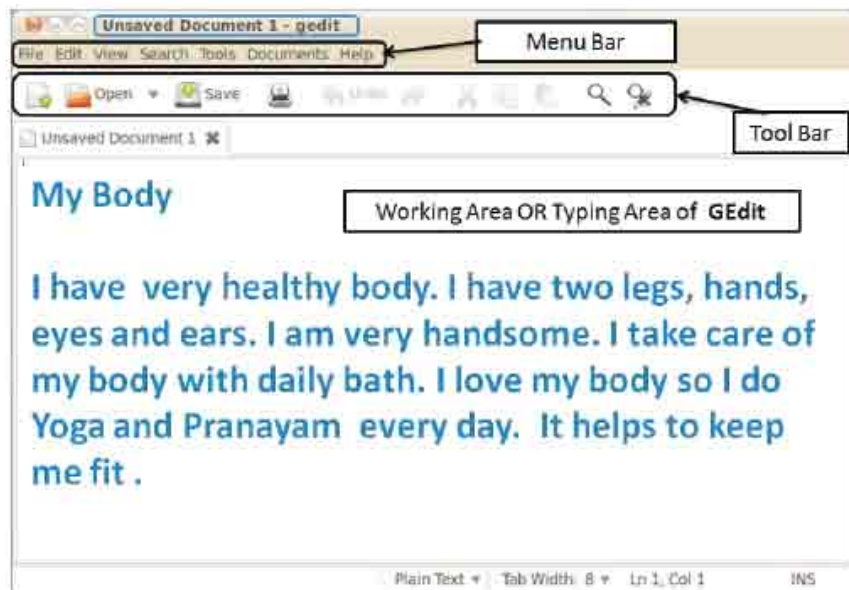 Unsaved Document 1 - gedit
File Edit View Search Tools Documents Help
Menu Bar
Open Save Undo
Tool Bar
Unsaved Document 1
Working Area OR Typing Area of GEdit
My Body
I have very healthy body. I have two legs, hands,
eyes and ears. I am very handsome. I take care of
my body with daily bath. I love my body so I do
Yoga and Pranayam every day. It helps to keep
me fit .
Plain Text Tab Width: 8 Ln 1, Col 1 INS